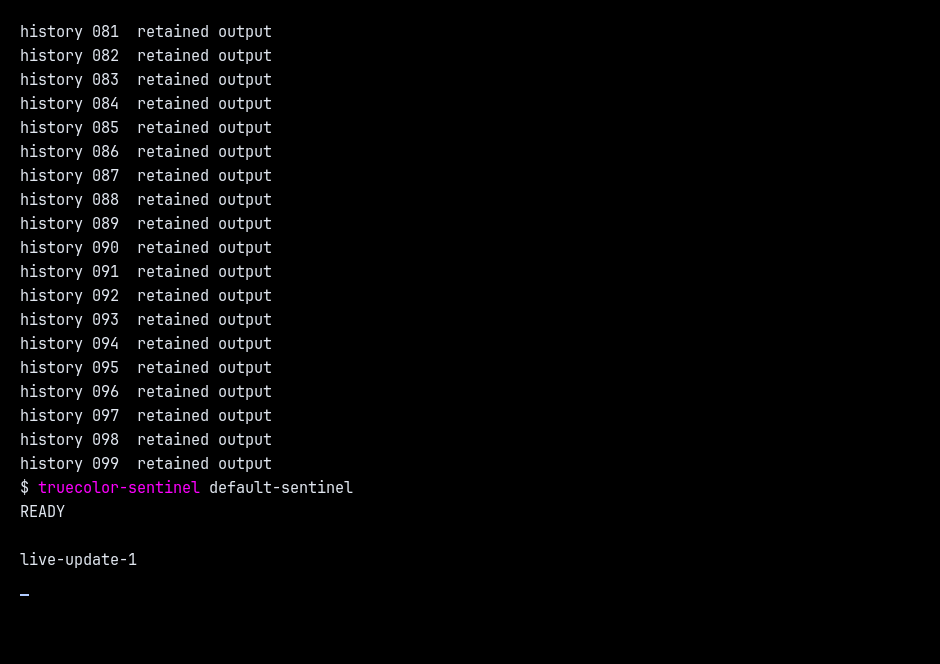 history 081  retained output
history 082  retained output
history 083  retained output
history 084  retained output
history 085  retained output
history 086  retained output
history 087  retained output
history 088  retained output
history 089  retained output
history 090  retained output
history 091  retained output
history 092  retained output
history 093  retained output
history 094  retained output
history 095  retained output
history 096  retained output
history 097  retained output
history 098  retained output
history 099  retained output
$ truecolor-sentinel default-sentinel
READY
live-update-1